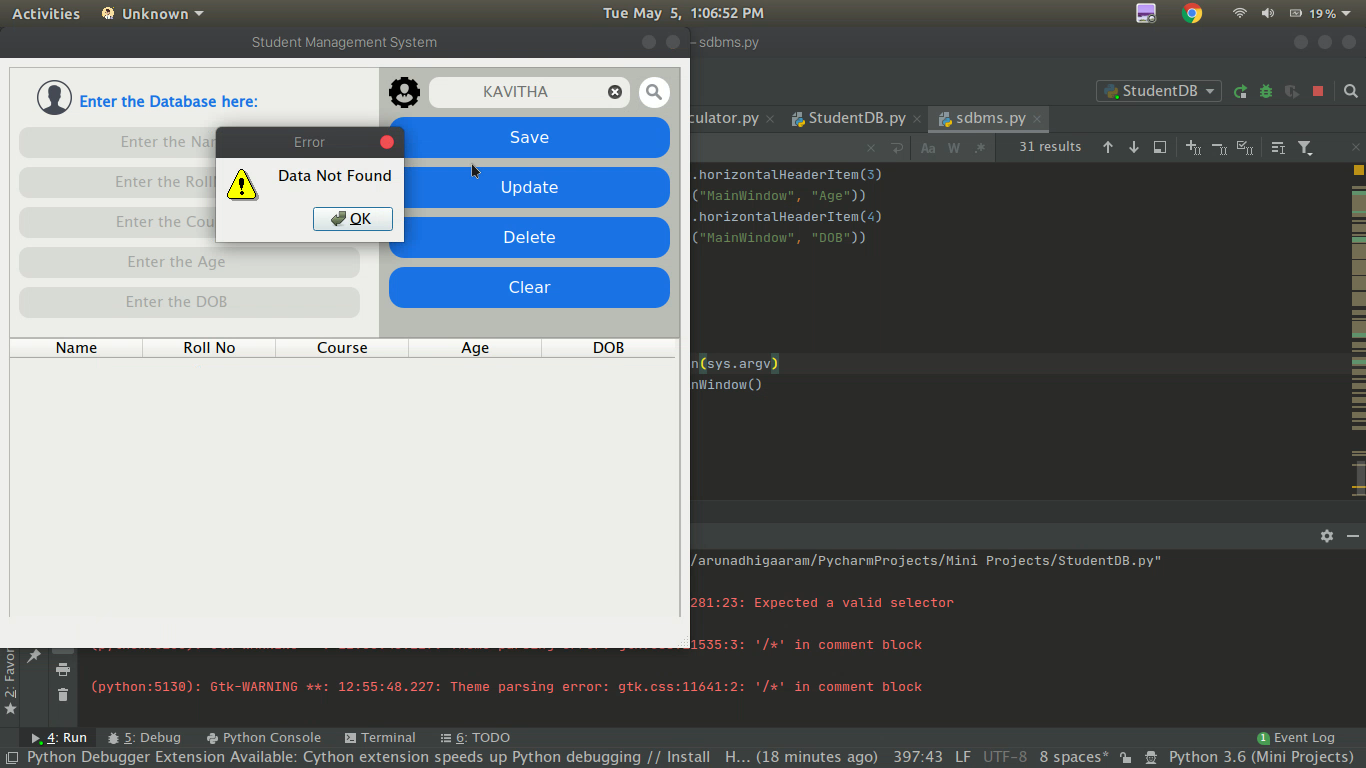 Activities Unknown Tue May 5, 1:06:52 PM 19%
Student Management System
– sdbms.py
Enter the Database here:
KAVITHA
StudentDB
Save
culator.py StudentDB.py sdbms.py
Enter the Nar
Error
Aa W .* 31 results
Data Not Found
Enter the Roll
OK
Update
Enter the Cou
Delete
Enter the Age
Clear
Enter the DOB
Name Roll No Course Age DOB
.horizontalHeaderItem(3)
("MainWindow", "Age"))
.horizontalHeaderItem(4)
("MainWindow", "DOB"))
n(sys.argv)
nWindow()
/arunadhigaaram/PycharmProjects/Mini Projects/StudentDB.py"
281:23: Expected a valid selector
1535:3: '/*' in comment block
(python:5130): Gtk-WARNING **: 12:55:48.227: Theme parsing error: gtk.css:11641:2: '/*' in comment block
2: Favor
4: Run 5: Debug Python Console Terminal 6: TODO 1 Event Log
Python Debugger Extension Available: Cython extension speeds up Python debugging // Install H... (18 minutes ago) 397:43 LF UTF-8 8 spaces* Python 3.6 (Mini Projects)